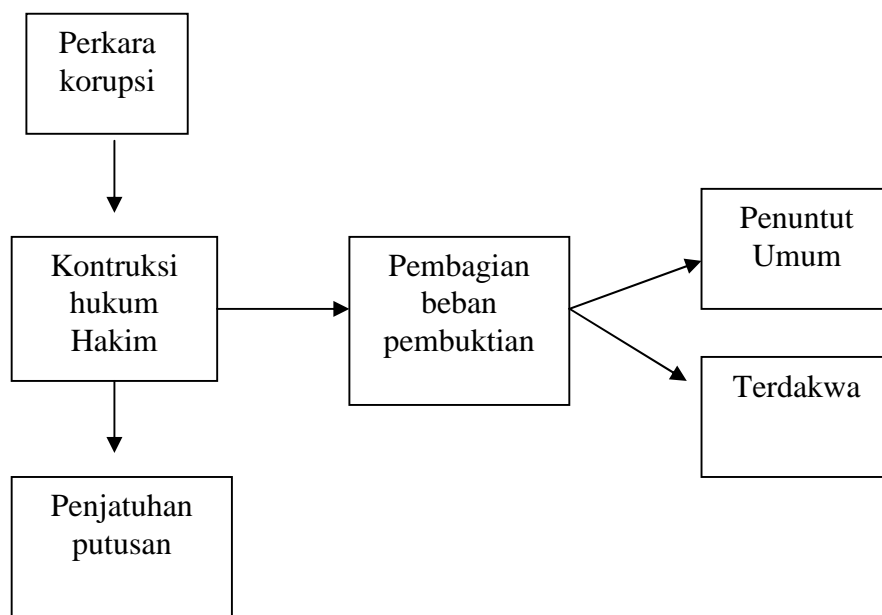 Perkara
korupsi
Kontruksi
hukum
Hakim
Pembagian
beban
pembuktian
Penuntut
Umum
Terdakwa
Penjatuhan
putusan